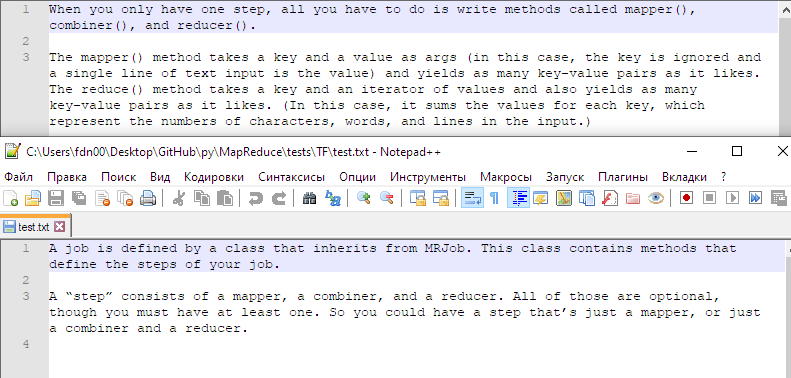 1 When you only have one step, all you have to do is write methods called mapper(),
combiner(), and reducer().
2
3 The mapper() method takes a key and a value as args (in this case, the key is ignored and
a single line of text input is the value) and yields as many key-value pairs as it likes.
The reduce() method takes a key and an iterator of values and also yields as many
key-value pairs as it likes. (In this case, it sums the values for each key, which
represent the numbers of characters, words, and lines in the input.)
C:\Users\fdn00\Desktop\GitHub\py\MapReduce\tests\TF\test.txt - Notepad++
Файл Правка Поиск Вид Кодировки Синтаксисы Опции Инструменты Макросы Запуск Плагины Вкладки ?
test.txt
1 A job is defined by a class that inherits from MRJob. This class contains methods that
define the steps of your job.
2
3 A “step” consists of a mapper, a combiner, and a reducer. All of those are optional,
though you must have at least one. So you could have a step that’s just a mapper, or just
a combiner and a reducer.
4